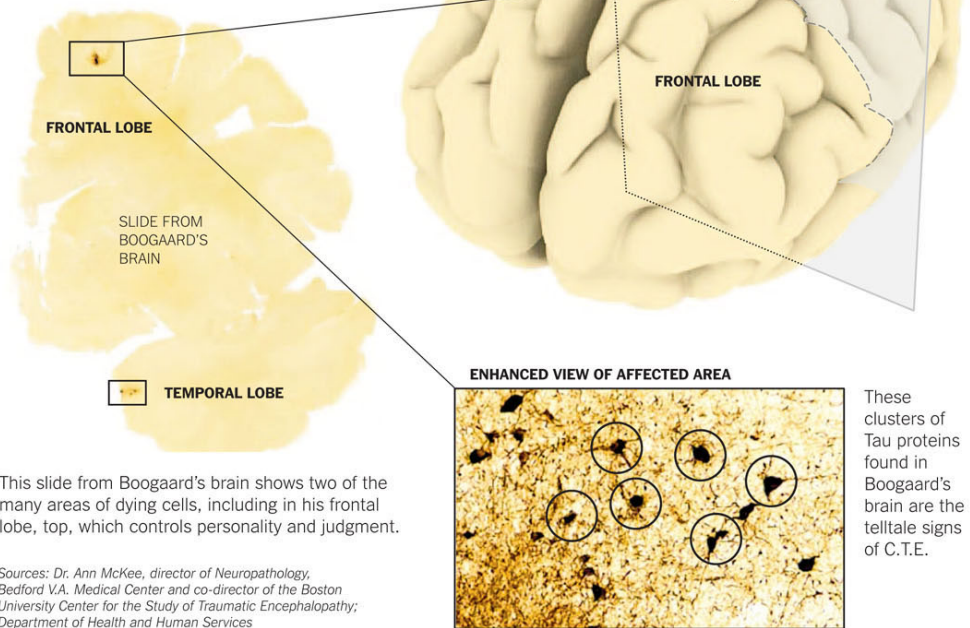 FRONTAL LOBE
FRONTAL LOBE
SLIDE FROM
BOOGAARD'S
BRAIN
TEMPORAL LOBE
ENHANCED VIEW OF AFFECTED AREA
These
clusters of
Tau proteins
found in
Boogaard's
brain are the
telltale signs
of C.T.E.
This slide from Boogaard's brain shows two of the
many areas of dying cells, including in his frontal
lobe, top, which controls personality and judgment.
Sources: Dr. Ann McKee, director of Neuropathology,
Bedford V.A. Medical Center and co-director of the Boston
University Center for the Study of Traumatic Encephalopathy;
Department of Health and Human Services